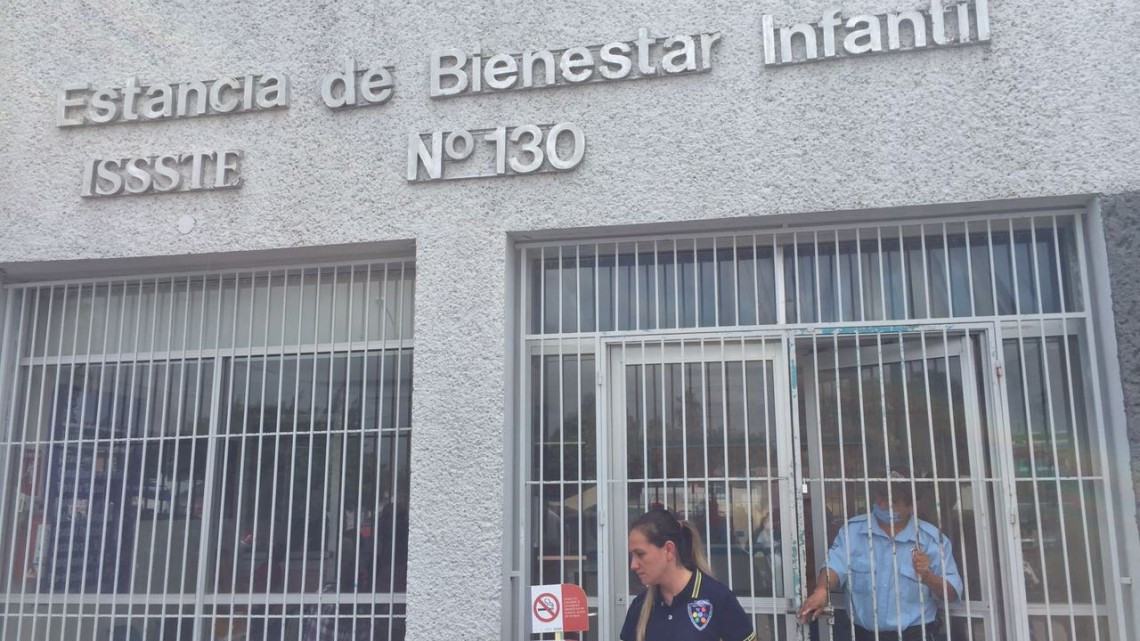 Estancia de Bienestar Infantil
ISSSTE Nº 130